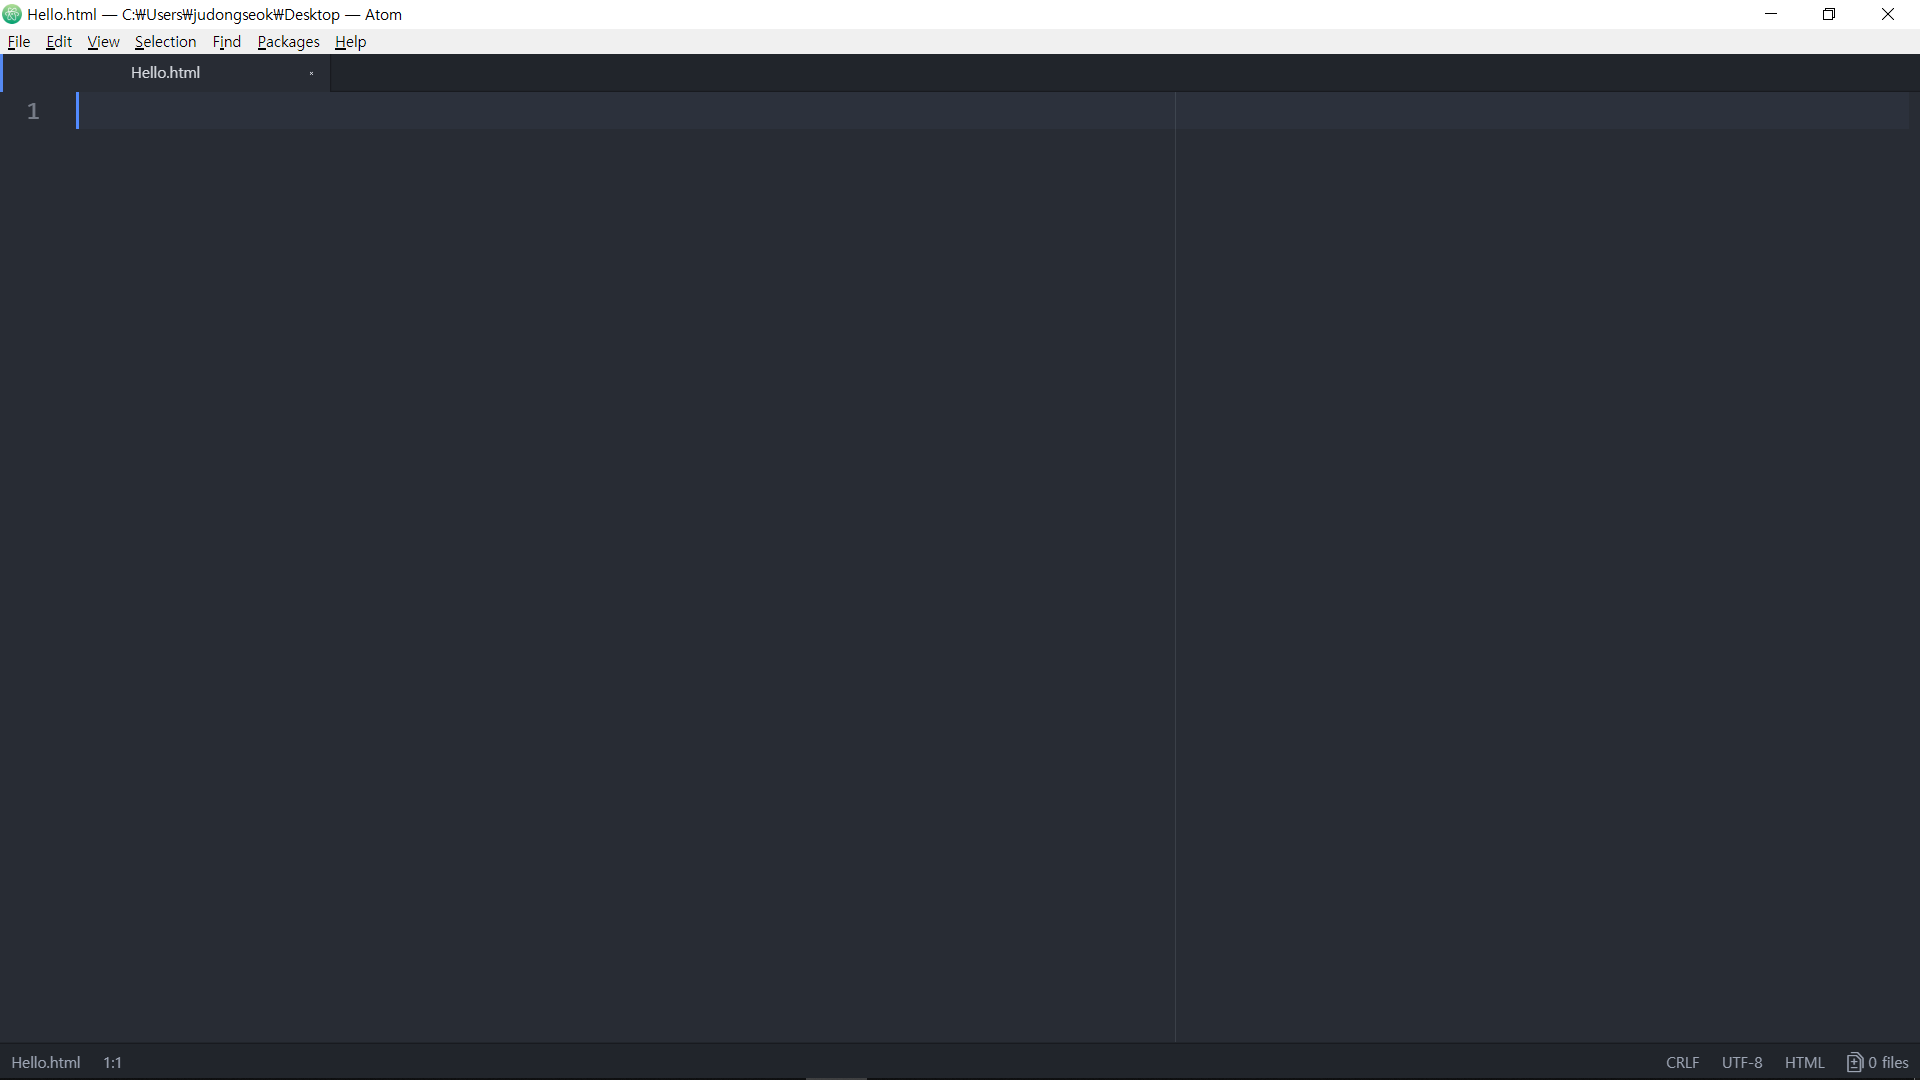 Hello.html — C:₩Users₩judongseok₩Desktop — Atom
File Edit View Selection Find Packages Help
Hello.html
1
Hello.html 1:1 CRLF UTF-8 HTML 0 files